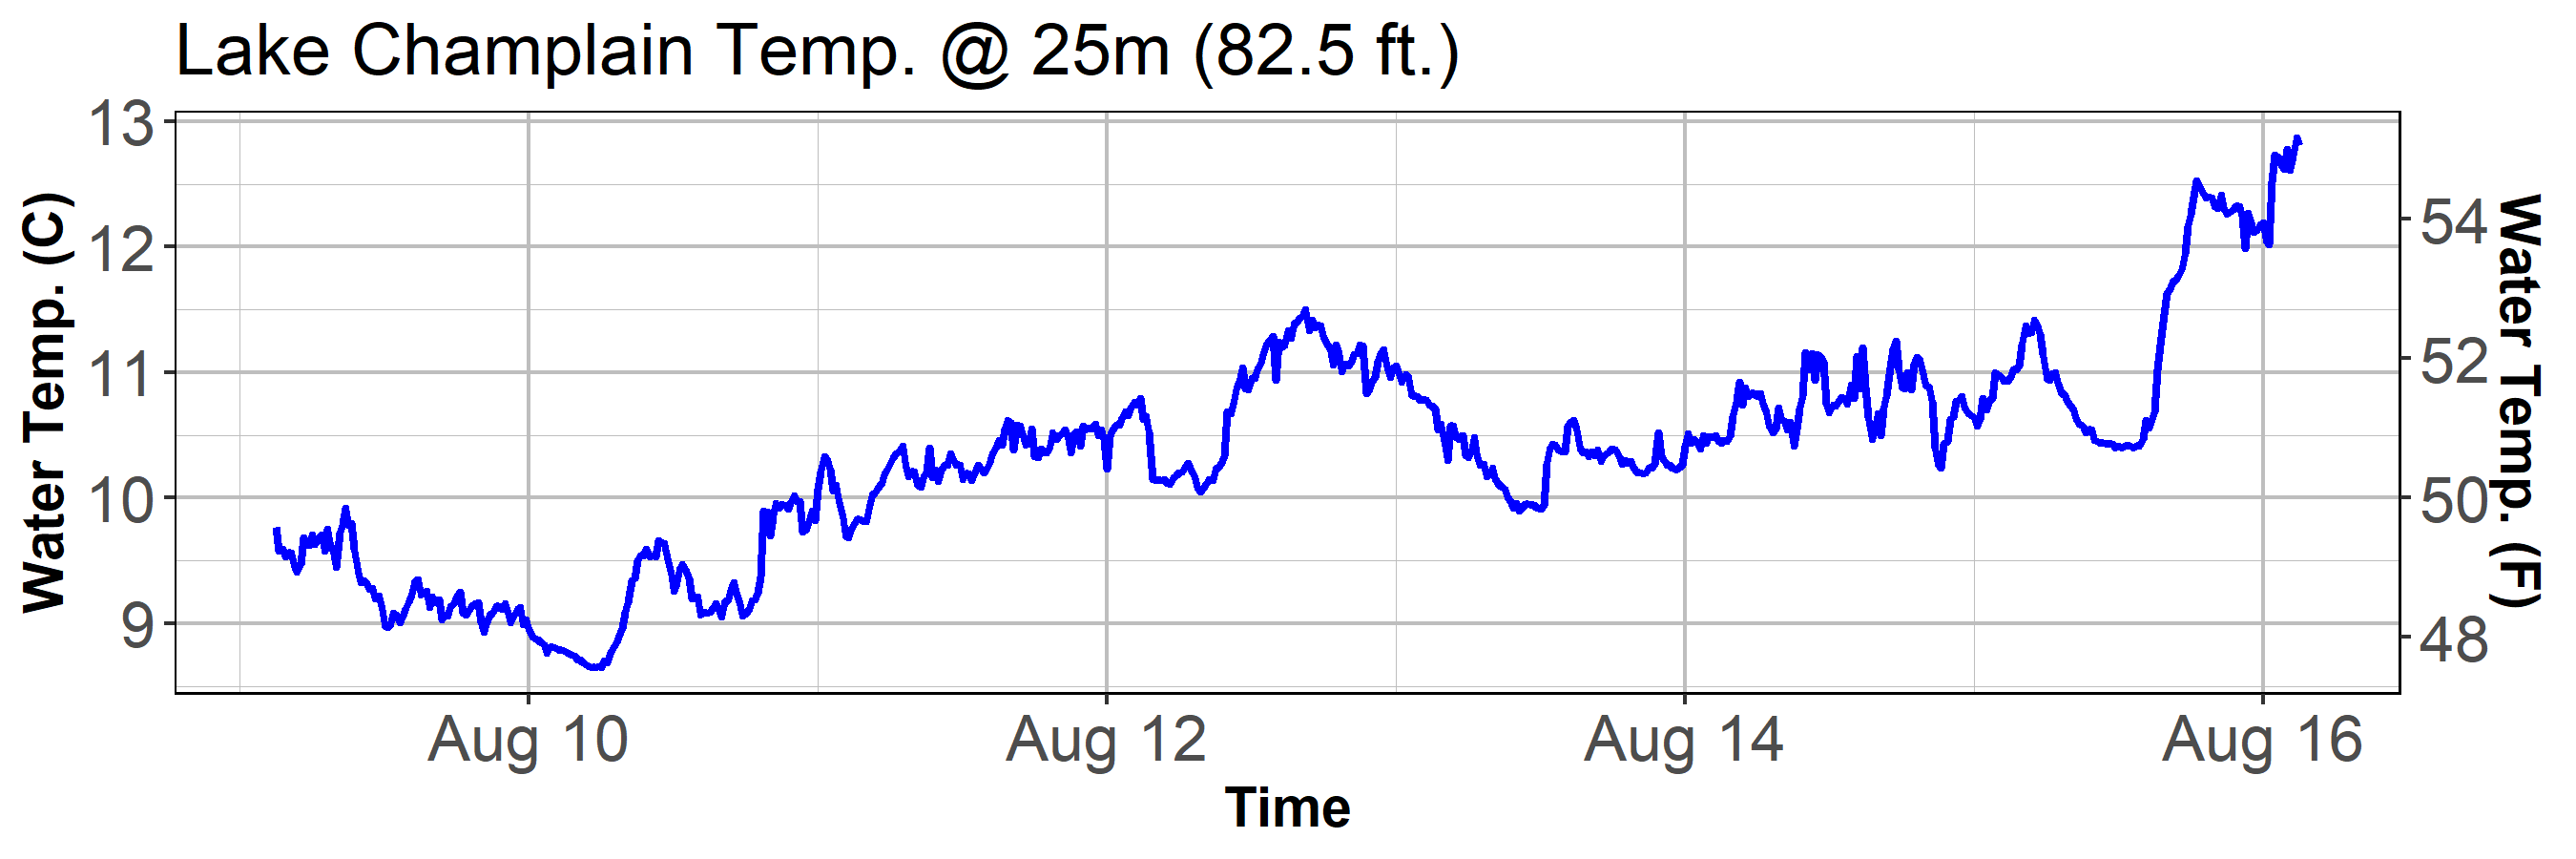 Lake Champlain Temp. @ 25m (82.5 ft.)
Water Temp. (C)
13
12
11
10
9
54
52
50
48
Water Temp. (F)
Aug 10 Aug 12 Aug 14 Aug 16
Time